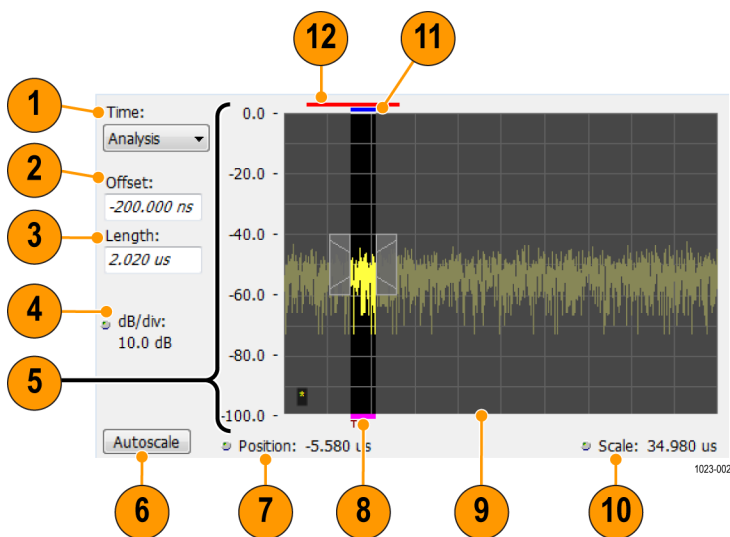 12
11
1
Time:
Analysis
2
Offset:
-200.000 ns
3
Length:
2.020 us
4
dB/div:
10.0 dB
5
0.0
-20.0
-40.0
-60.0
-80.0
-100.0
*
T
Autoscale
Position: -5.580 us
Scale: 34.980 us
1023-002
6
7
8
9
10